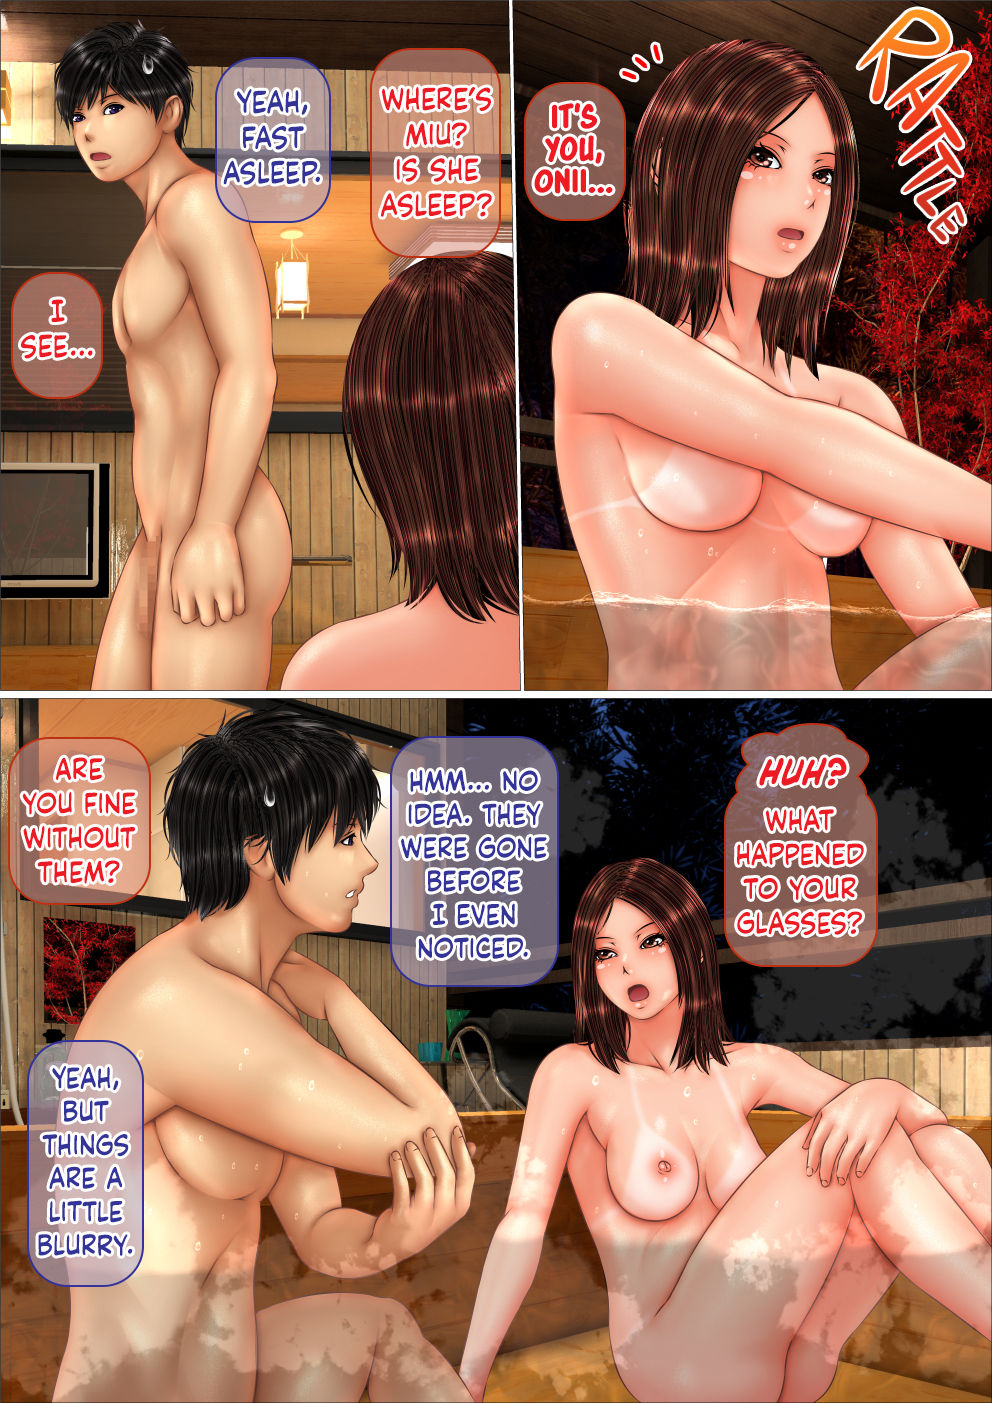 RATTLE
IT'S
YOU,
ONII...
WHERE'S
MIU?
IS SHE
ASLEEP?
YEAH,
FAST
ASLEEP.
I
SEE...
HUH?
WHAT
HAPPENED
TO YOUR
GLASSES?
HMM... NO
IDEA. THEY
WERE GONE
BEFORE
I EVEN
NOTICED.
ARE
YOU FINE
WITHOUT
THEM?
YEAH,
BUT
THINGS
ARE A
LITTLE
BLURRY.